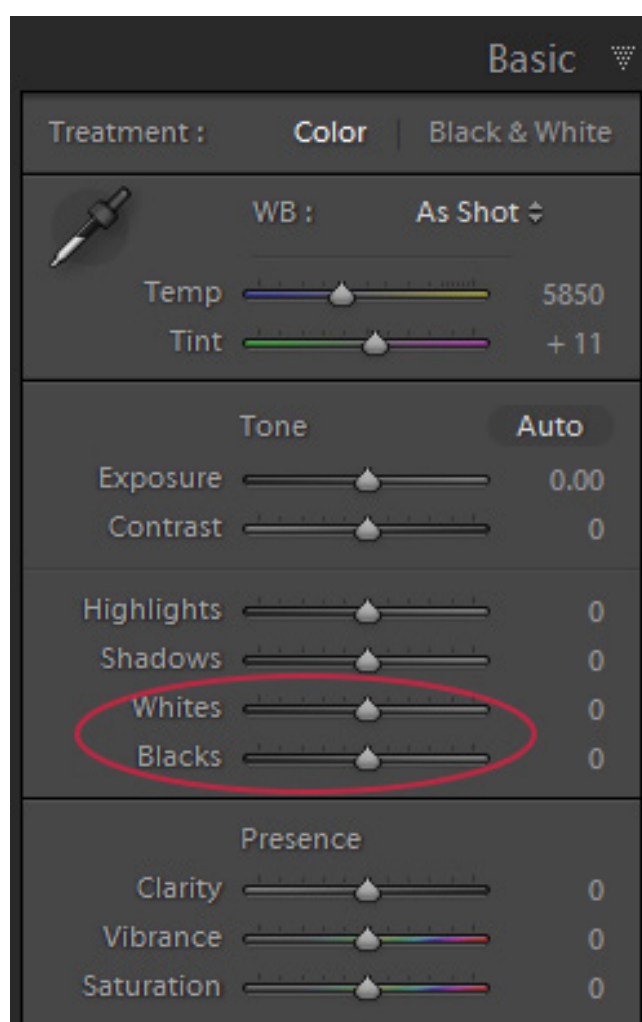 Basic
Treatment : Color | Black & White
WB : As Shot
Temp 5850
Tint + 11
Tone Auto
Exposure 0.00
Contrast 0
Highlights 0
Shadows 0
Whites 0
Blacks 0
Presence
Clarity 0
Vibrance 0
Saturation 0